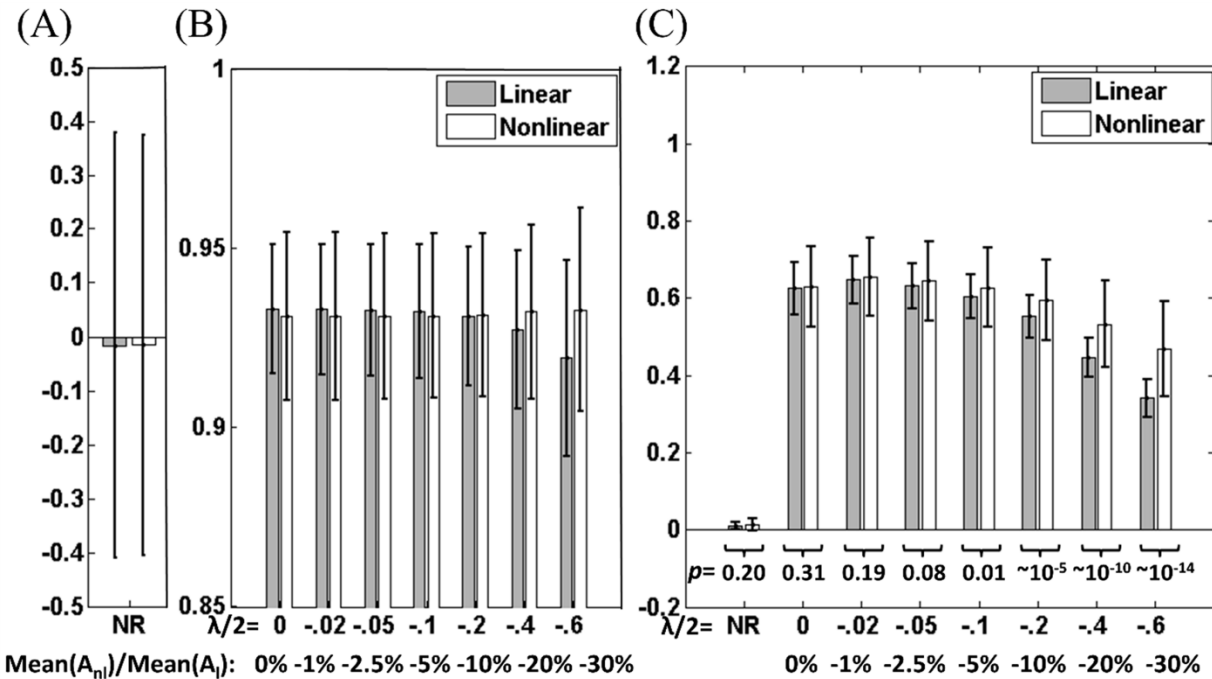 (A)
0.5
0.4
0.3
0.2
0.1
0
-0.1
-0.2
-0.3
-0.4
-0.5
NR
(B)
1
0.95
0.9
0.85
Linear
Nonlinear
λ/2= 0 -.02 -.05 -.1 -.2 -.4 -.6
Mean(Anl)/Mean(Al): 0% -1% -2.5% -5% -10% -20% -30%
(C)
1.2
1
0.8
0.6
0.4
0.2
0
-0.2
Linear
Nonlinear
p= 0.20 0.31 0.19 0.08 0.01 ~10-5 ~10-10 ~10-14
λ/2= NR 0 -.02 -.05 -.1 -.2 -.4 -.6
0% -1% -2.5% -5% -10% -20% -30%